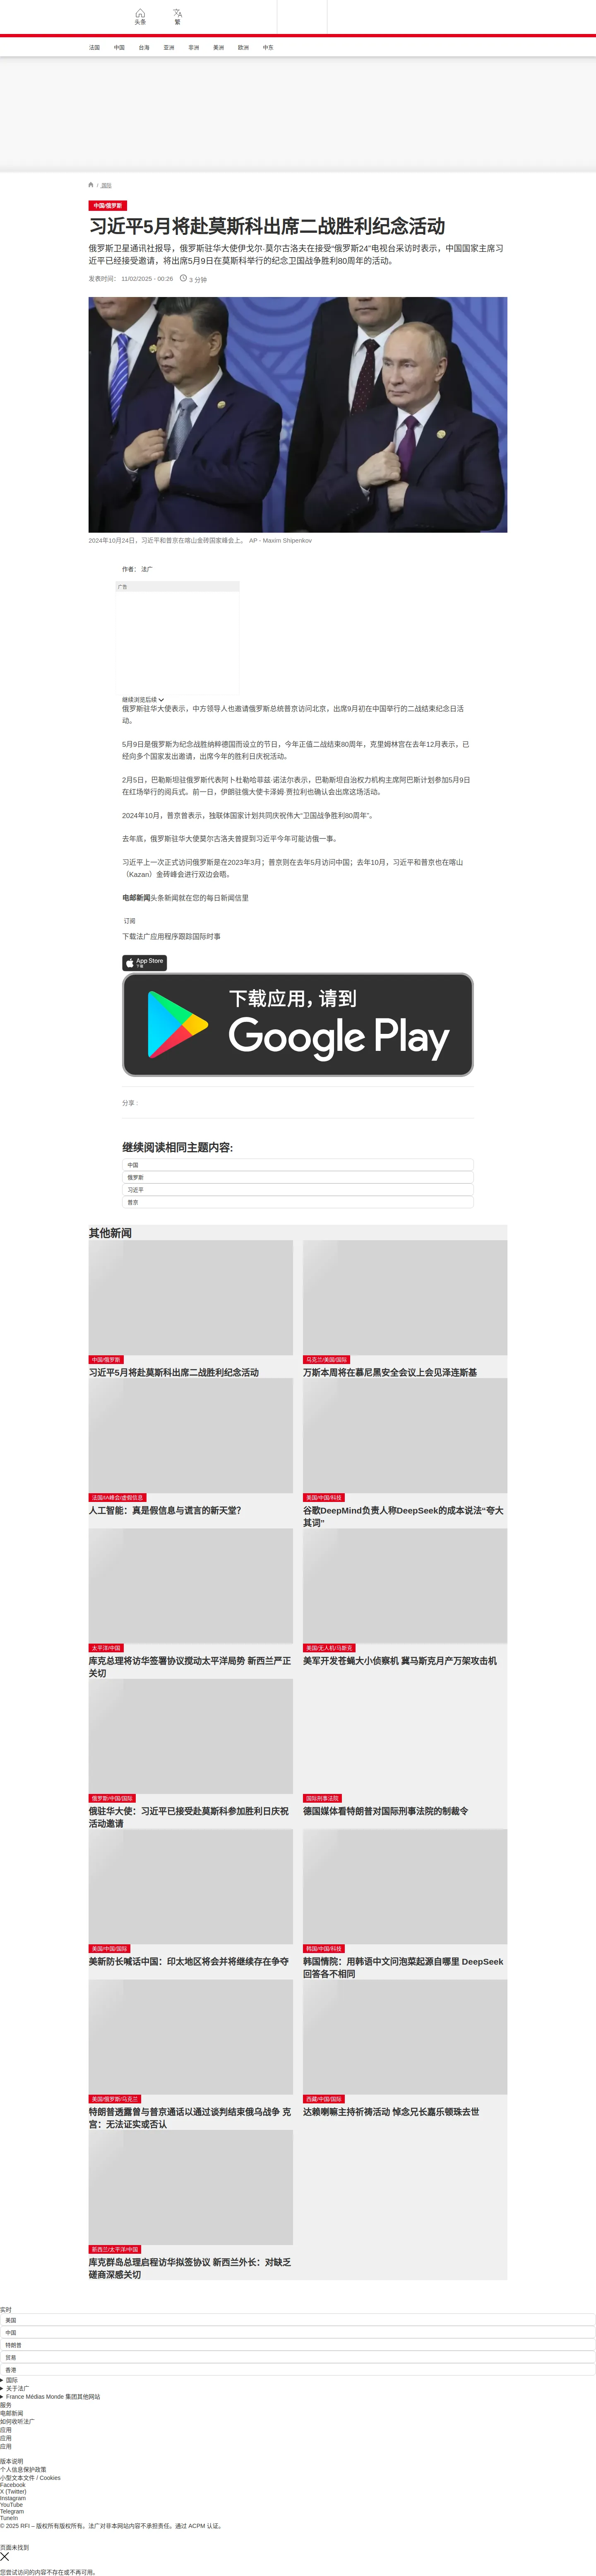 头条
繁
法国 中国 台海 亚洲 非洲 美洲 欧洲 中东
/ 国际
中国/俄罗斯
习近平5月将赴莫斯科出席二战胜利纪念活动
俄罗斯卫星通讯社报导，俄罗斯驻华大使伊戈尔·莫尔古洛夫在接受“俄罗斯24”电视台采访时表示，中国国家主席习
近平已经接受邀请，将出席5月9日在莫斯科举行的纪念卫国战争胜利80周年的活动。
发表时间： 11/02/2025 - 00:26 3 分钟
2024年10月24日，习近平和普京在喀山金砖国家峰会上。 AP - Maxim Shipenkov
作者： 法广
广告
继续浏览后续
俄罗斯驻华大使表示，中方领导人也邀请俄罗斯总统普京访问北京，出席9月初在中国举行的二战结束纪念日活
动。
5月9日是俄罗斯为纪念战胜纳粹德国而设立的节日，今年正值二战结束80周年，克里姆林宫在去年12月表示，已
经向多个国家发出邀请，出席今年的胜利日庆祝活动。
2月5日，巴勒斯坦驻俄罗斯代表阿卜杜勒哈菲兹·诺法尔表示，巴勒斯坦自治权力机构主席阿巴斯计划参加5月9日
在红场举行的阅兵式。前一日，伊朗驻俄大使卡泽姆·贾拉利也确认会出席这场活动。
2024年10月，普京曾表示，独联体国家计划共同庆祝伟大“卫国战争胜利80周年”。
去年底，俄罗斯驻华大使莫尔古洛夫曾提到习近平今年可能访俄一事。
习近平上一次正式访问俄罗斯是在2023年3月；普京则在去年5月访问中国；去年10月，习近平和普京也在喀山
（Kazan）金砖峰会进行双边会晤。
电邮新闻头条新闻就在您的每日新闻信里
订阅
下载法广应用程序跟踪国际时事
App Store
下载
下载应用，请到
Google Play
分享 :
继续阅读相同主题内容:
中国
俄罗斯
习近平
普京
其他新闻
中国/俄罗斯
习近平5月将赴莫斯科出席二战胜利纪念活动
乌克兰/美国/国际
万斯本周将在慕尼黑安全会议上会见泽连斯基
法国/IA峰会/虚假信息
人工智能：真是假信息与谎言的新天堂？
美国/中国/科技
谷歌DeepMind负责人称DeepSeek的成本说法“夸大
其词”
太平洋/中国
库克总理将访华签署协议搅动太平洋局势 新西兰严正
关切
美国/无人机/马斯克
美军开发苍蝇大小侦察机 冀马斯克月产万架攻击机
俄罗斯/中国/国际
俄驻华大使：习近平已接受赴莫斯科参加胜利日庆祝
活动邀请
国际刑事法院
德国媒体看特朗普对国际刑事法院的制裁令
美国/中国/国际
美新防长喊话中国：印太地区将会并将继续存在争夺
韩国/中国/科技
韩国情院：用韩语中文问泡菜起源自哪里 DeepSeek
回答各不相同
美国/俄罗斯/乌克兰
特朗普透露曾与普京通话以通过谈判结束俄乌战争 克
宫：无法证实或否认
西藏/中国/国际
达赖喇嘛主持祈祷活动 悼念兄长嘉乐顿珠去世
新西兰/太平洋/中国
库克群岛总理启程访华拟签协议 新西兰外长：对缺乏
磋商深感关切
实时
美国
中国
特朗普
贸易
香港
国际
关于法广
France Médias Monde 集团其他网站
服务
电邮新闻
如何收听法广
应用
应用
应用
版本说明
个人信息保护政策
小型文本文件 / Cookies
Facebook
X (Twitter)
Instagram
YouTube
Telegram
TuneIn
© 2025 RFI – 版权所有版权所有。法广对非本网站内容不承担责任。通过 ACPM 认证。
页面未找到
您尝试访问的内容不存在或不再可用。